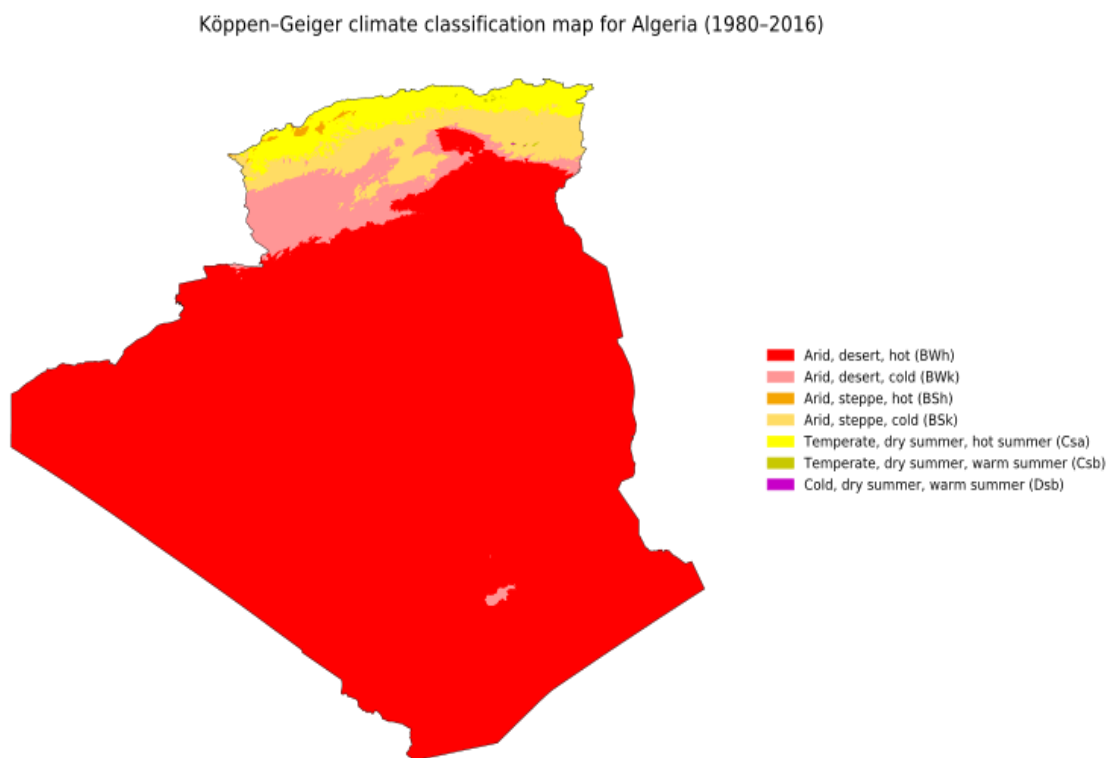 Köppen–Geiger climate classification map for Algeria (1980–2016)
Arid, desert, hot (BWh)
Arid, desert, cold (BWk)
Arid, steppe, hot (BSh)
Arid, steppe, cold (BSk)
Temperate, dry summer, hot summer (Csa)
Temperate, dry summer, warm summer (Csb)
Cold, dry summer, warm summer (Dsb)